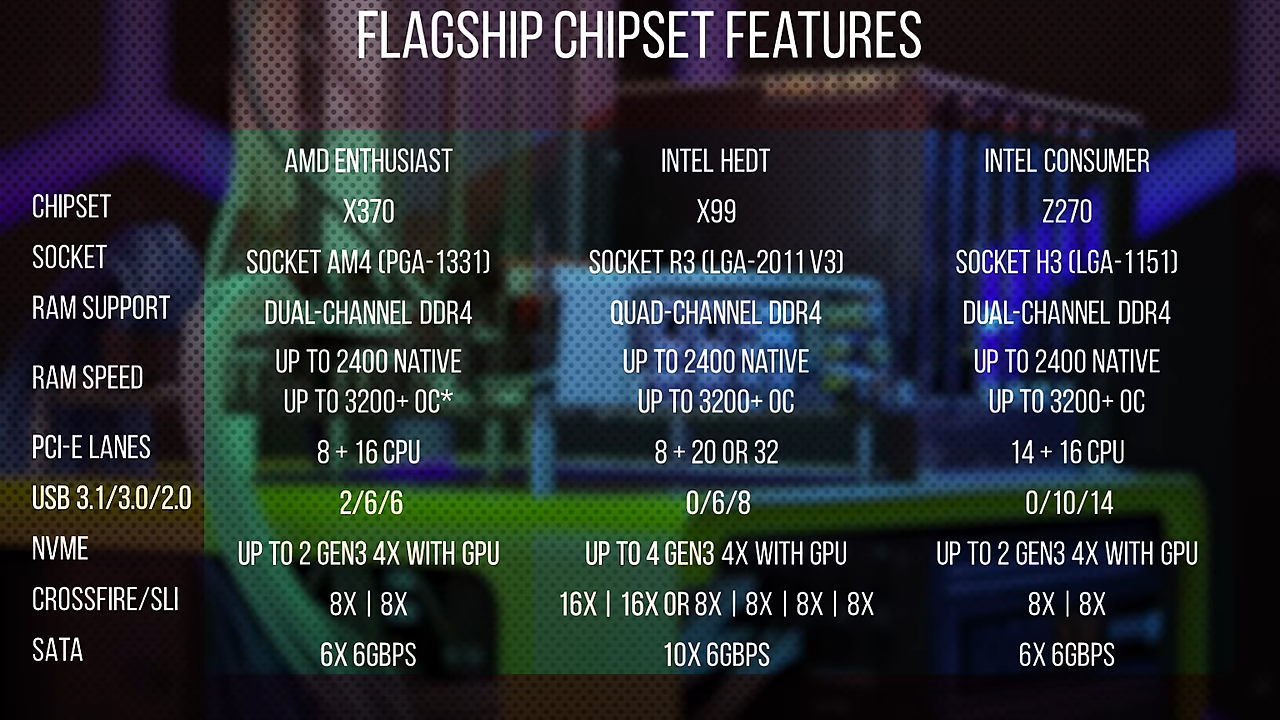 FLAGSHIP CHIPSET FEATURES
AMD ENTHUSIAST INTEL HEDT INTEL CONSUMER
CHIPSET X370 X99 Z270
SOCKET SOCKET AM4 (PGA-1331) SOCKET R3 (LGA-2011 V3) SOCKET H3 (LGA-1151)
RAM SUPPORT DUAL-CHANNEL DDR4 QUAD-CHANNEL DDR4 DUAL-CHANNEL DDR4
RAM SPEED UP TO 2400 NATIVE UP TO 2400 NATIVE UP TO 2400 NATIVE
UP TO 3200+ OC* UP TO 3200+ OC UP TO 3200+ OC
PCI-E LANES 8 + 16 CPU 8 + 20 OR 32 14 + 16 CPU
USB 3.1/3.0/2.0 2/6/6 0/6/8 0/10/14
NVME UP TO 2 GEN3 4X WITH GPU UP TO 4 GEN3 4X WITH GPU UP TO 2 GEN3 4X WITH GPU
CROSSFIRE/SLI 8X | 8X 16X | 16X OR 8X | 8X | 8X | 8X 8X | 8X
SATA 6X 6GBPS 10X 6GBPS 6X 6GBPS